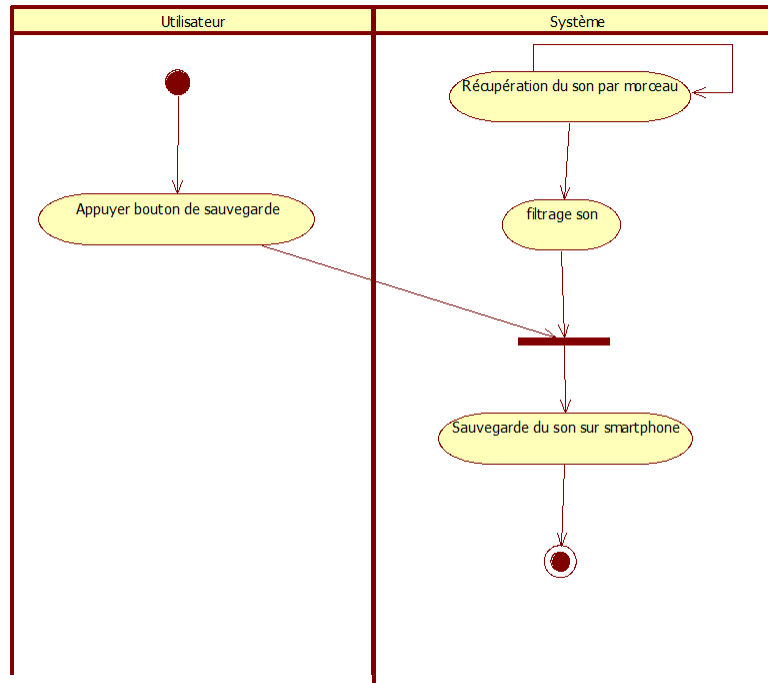 Utilisateur
Système
Récupération du son par morceau
Appuyer bouton de sauvegarde
filtrage son
Sauvegarde du son sur smartphone